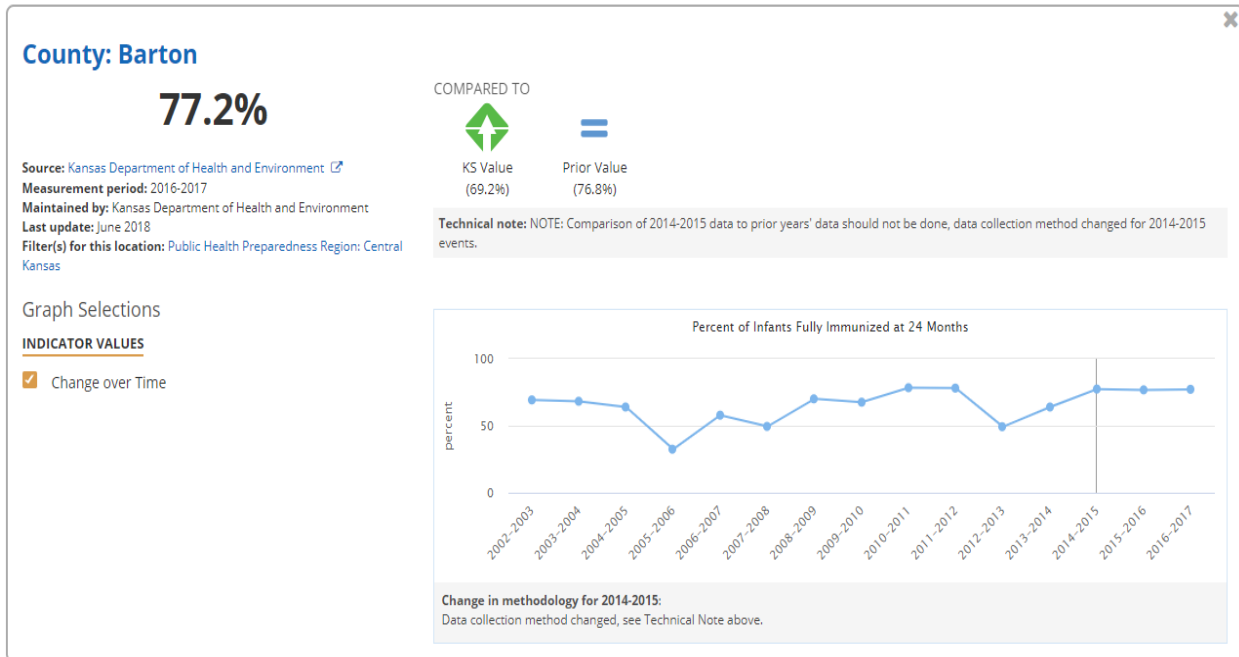 County: Barton
77.2%
Source: Kansas Department of Health and Environment
Measurement period: 2016-2017
Maintained by: Kansas Department of Health and Environment
Last update: June 2018
Filter(s) for this location: Public Health Preparedness Region: Central
Kansas
Graph Selections
INDICATOR VALUES
Change over Time
COMPARED TO
KS Value
(69.2%)
Prior Value
(76.8%)
Technical note: NOTE: Comparison of 2014-2015 data to prior years' data should not be done, data collection method changed for 2014-2015
events.
Percent of Infants Fully Immunized at 24 Months
percent
100
50
0
2002-2003
2003-2004
2004-2005
2005-2006
2006-2007
2007-2008
2008-2009
2009-2010
2010-2011
2011-2012
2012-2013
2013-2014
2014-2015
2015-2016
2016-2017
Change in methodology for 2014-2015:
Data collection method changed, see Technical Note above.